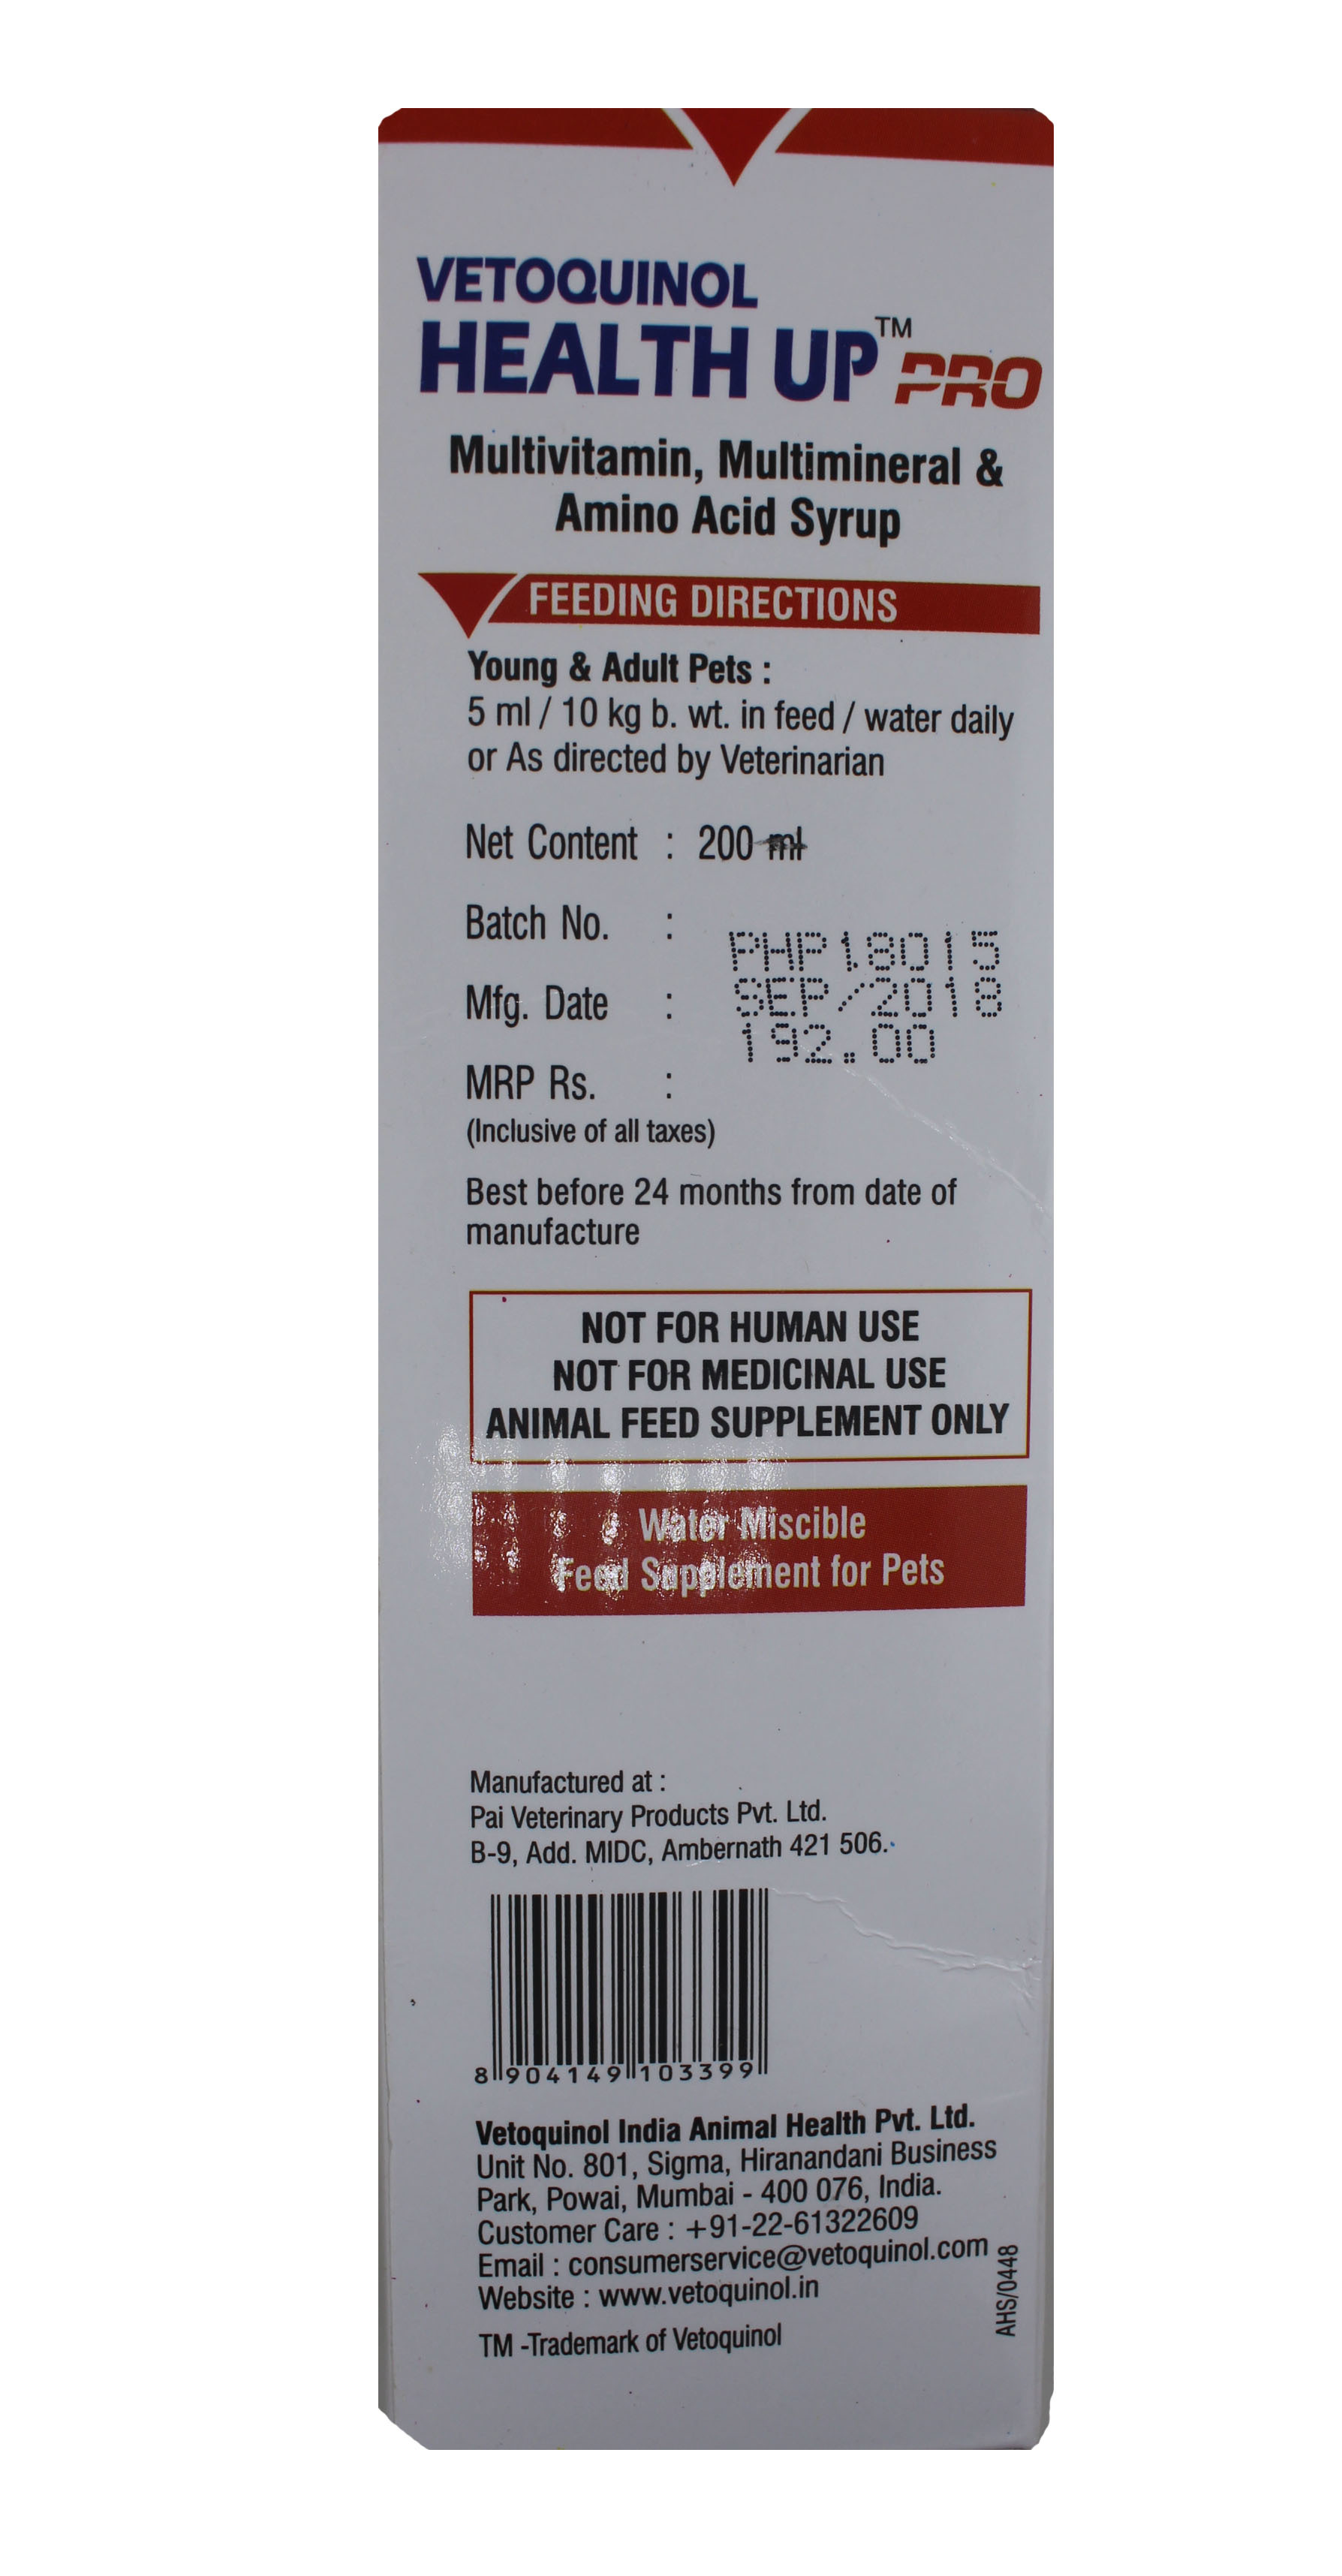 VETOQUINOL
HEALTH UP™ PRO
Multivitamin, Multimineral &
Amino Acid Syrup
FEEDING DIRECTIONS
Young & Adult Pets :
5 ml / 10 kg b. wt. in feed / water daily
or As directed by Veterinarian
Net Content : 200 ml
Batch No. :
PHP18015
Mfg. Date :
SEP/2018
192.00
MRP Rs. :
(Inclusive of all taxes)
Best before 24 months from date of
manufacture
NOT FOR HUMAN USE
NOT FOR MEDICINAL USE
ANIMAL FEED SUPPLEMENT ONLY
Water Miscible
Feed Supplement for Pets
Manufactured at :
Pai Veterinary Products Pvt. Ltd.
B-9, Add. MIDC, Ambernath 421 506.
8 904149 103399
Vetoquinol India Animal Health Pvt. Ltd.
Unit No. 801, Sigma, Hiranandani Business
Park, Powai, Mumbai - 400 076, India.
Customer Care : +91-22-61322609
Email : consumerservice@vetoquinol.com
Website : www.vetoquinol.in
TM -Trademark of Vetoquinol
AHS/0448